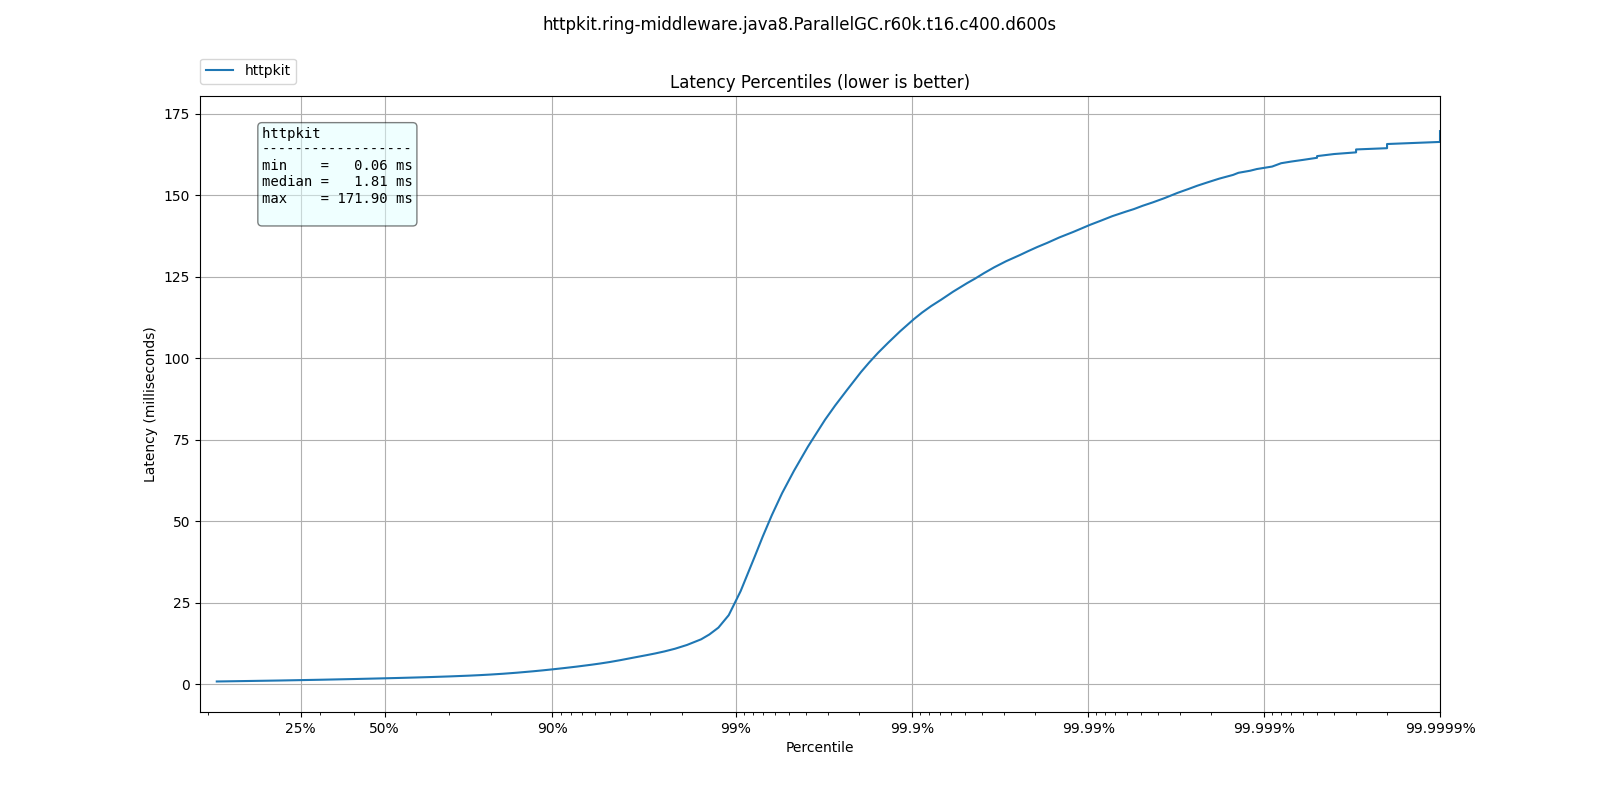 httpkit.ring-middleware.java8.ParallelGC.r60k.t16.c400.d600s
httpkit
Latency Percentiles (lower is better)
175
150
125
100
75
50
25
0
Latency (milliseconds)
httpkit
------------------
min    =   0.06 ms
median =   1.81 ms
max    = 171.90 ms
25% 50% 90% 99% 99.9% 99.99% 99.999% 99.9999%
Percentile